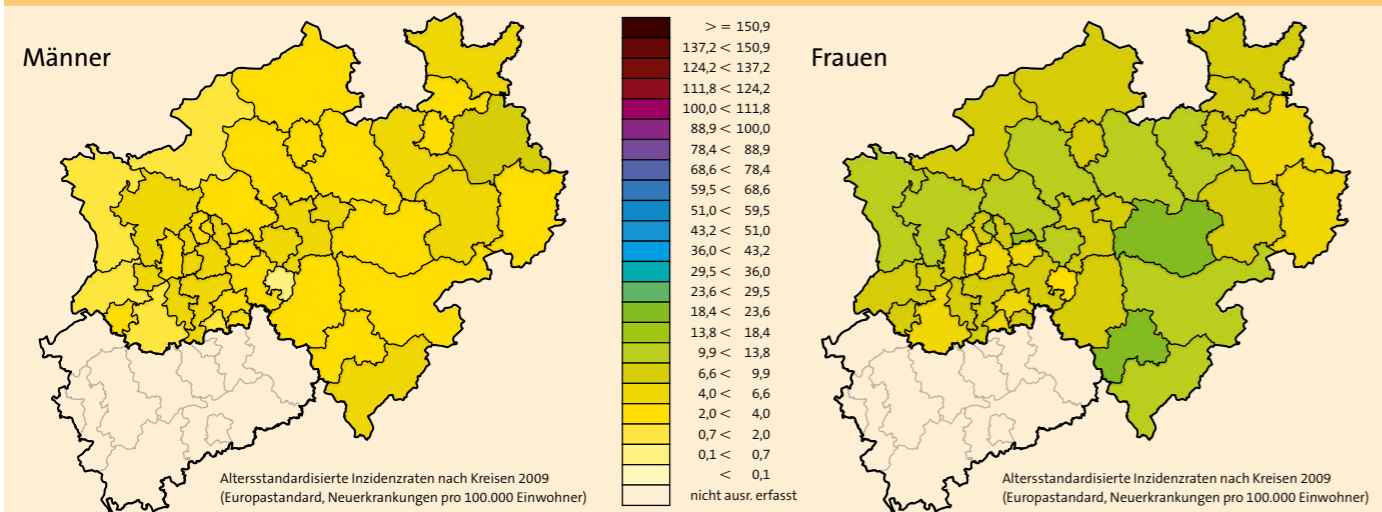 Männer
> = 150,9
137,2 < 150,9
124,2 < 137,2
111,8 < 124,2
100,0 < 111,8
88,9 < 100,0
78,4 < 88,9
68,6 < 78,4
59,5 < 68,6
51,0 < 59,5
43,2 < 51,0
36,0 < 43,2
29,5 < 36,0
23,6 < 29,5
18,4 < 23,6
13,8 < 18,4
9,9 < 13,8
6,6 < 9,9
4,0 < 6,6
2,0 < 4,0
0,7 < 2,0
0,1 < 0,7
< 0,1
nicht ausr. erfasst
Altersstandardisierte Inzidenzraten nach Kreisen 2009
(Europastandard, Neuerkrankungen pro 100.000 Einwohner)
Frauen
Altersstandardisierte Inzidenzraten nach Kreisen 2009
(Europastandard, Neuerkrankungen pro 100.000 Einwohner)